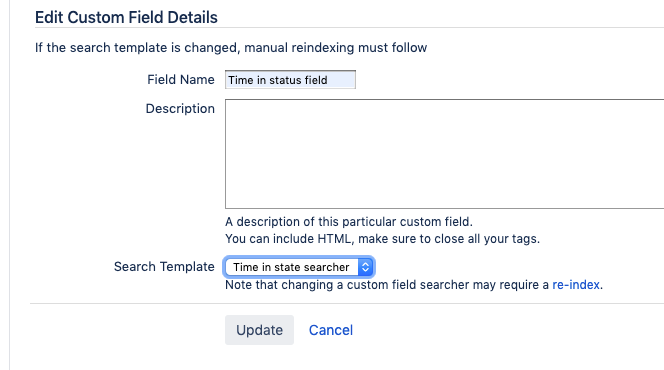 Edit Custom Field Details
If the search template is changed, manual reindexing must follow
Field Name Time in status field
Description
A description of this particular custom field.
You can include HTML, make sure to close all your tags.
Search Template Time in state searcher
Note that changing a custom field searcher may require a re-index.
Update Cancel